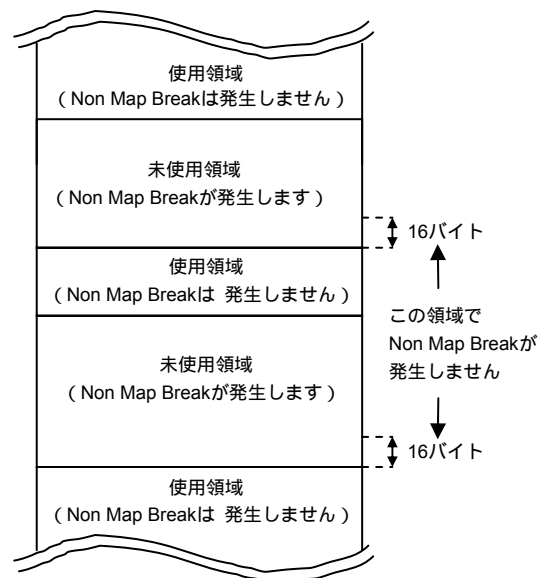 使用領域
( Non Map Breakは発生しません )
未使用領域
( Non Map Breakが発生します )
16バイト
使用領域
( Non Map Breakは 発生しません )
この領域で
Non Map Breakが
発生しません
未使用領域
( Non Map Breakが発生します )
16バイト
使用領域
( Non Map Breakは 発生しません )